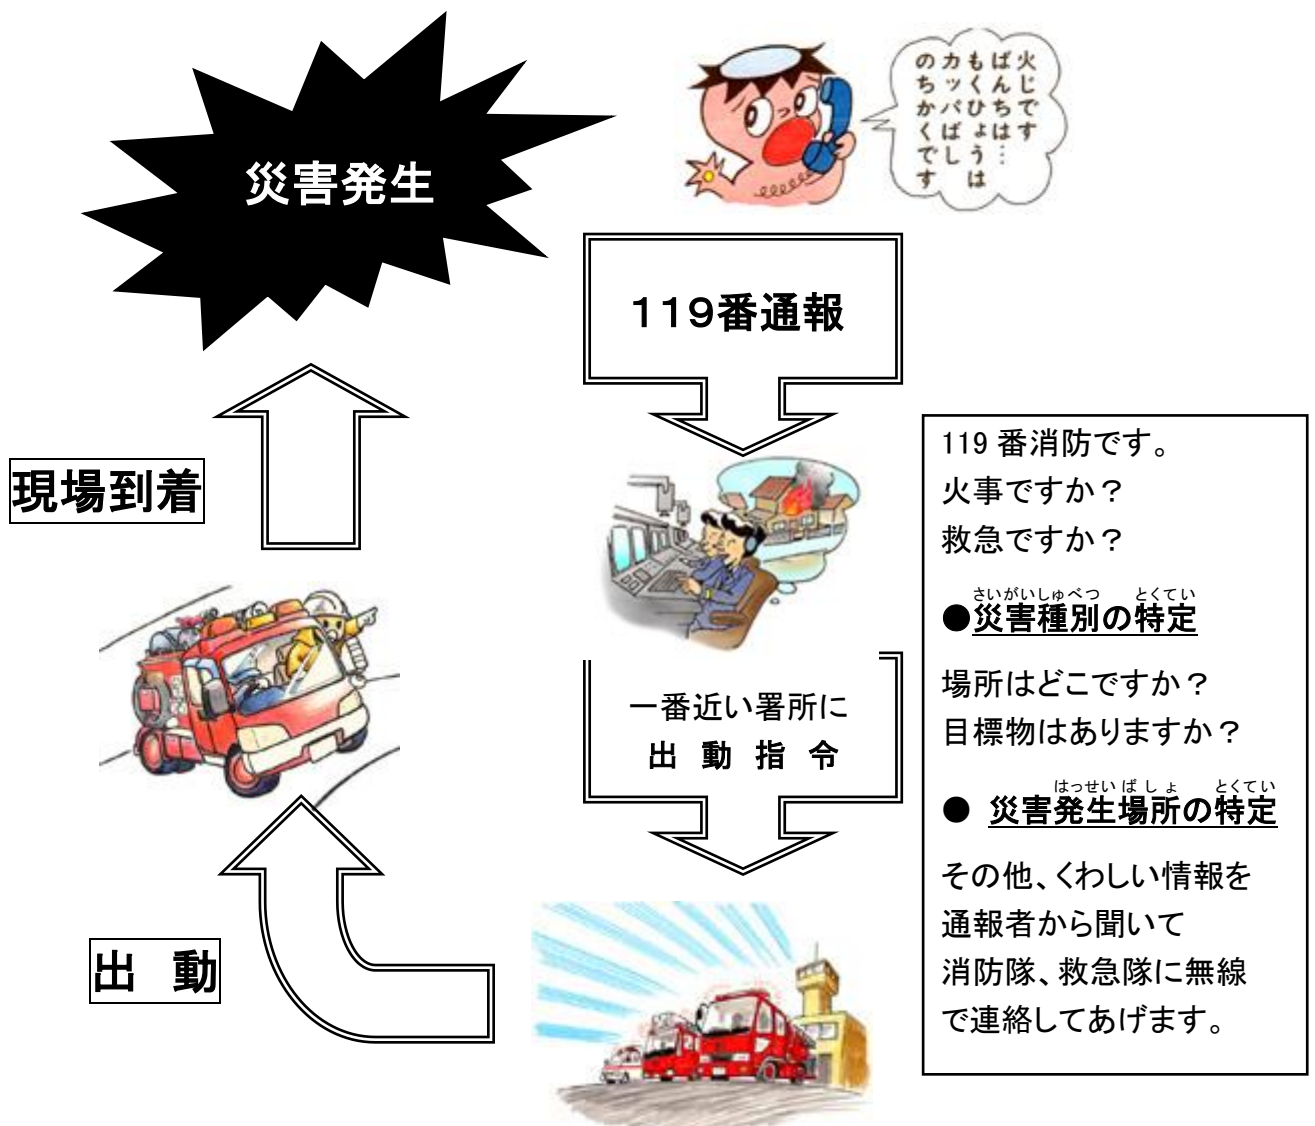 災害発生
火じです
ばんちは…
もくひょうは
カッパばし
のちかくです
119番通報
119番消防です。
火事ですか？
救急ですか？
さいがいしゅべつ とくてい
●災害種別の特定
場所はどこですか？
目標物はありますか？
はっせいばしょ とくてい
● 災害発生場所の特定
その他、くわしい情報を
通報者から聞いて
消防隊、救急隊に無線
で連絡してあげます。
一番近い署所に
出 動 指 令
出 動
現場到着